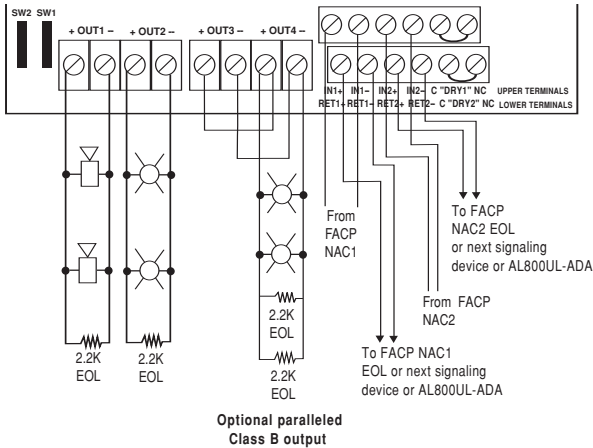 SW2 SW1
+ OUT1 -- + OUT2 -- + OUT3 -- + OUT4 --
IN1+ IN1-- IN2+ IN2-- C "DRY1" NC UPPER TERMINALS
RET1+ RET1-- RET2+ RET2-- C "DRY2" NC LOWER TERMINALS
From
FACP
NAC1
To FACP
NAC2 EOL
or next signaling
device or AL800UL-ADA
From FACP
NAC2
To FACP NAC1
EOL or next signaling
device or AL800UL-ADA
2.2K
EOL
2.2K
EOL
2.2K
EOL
2.2K
EOL
Optional paralleled
Class B output